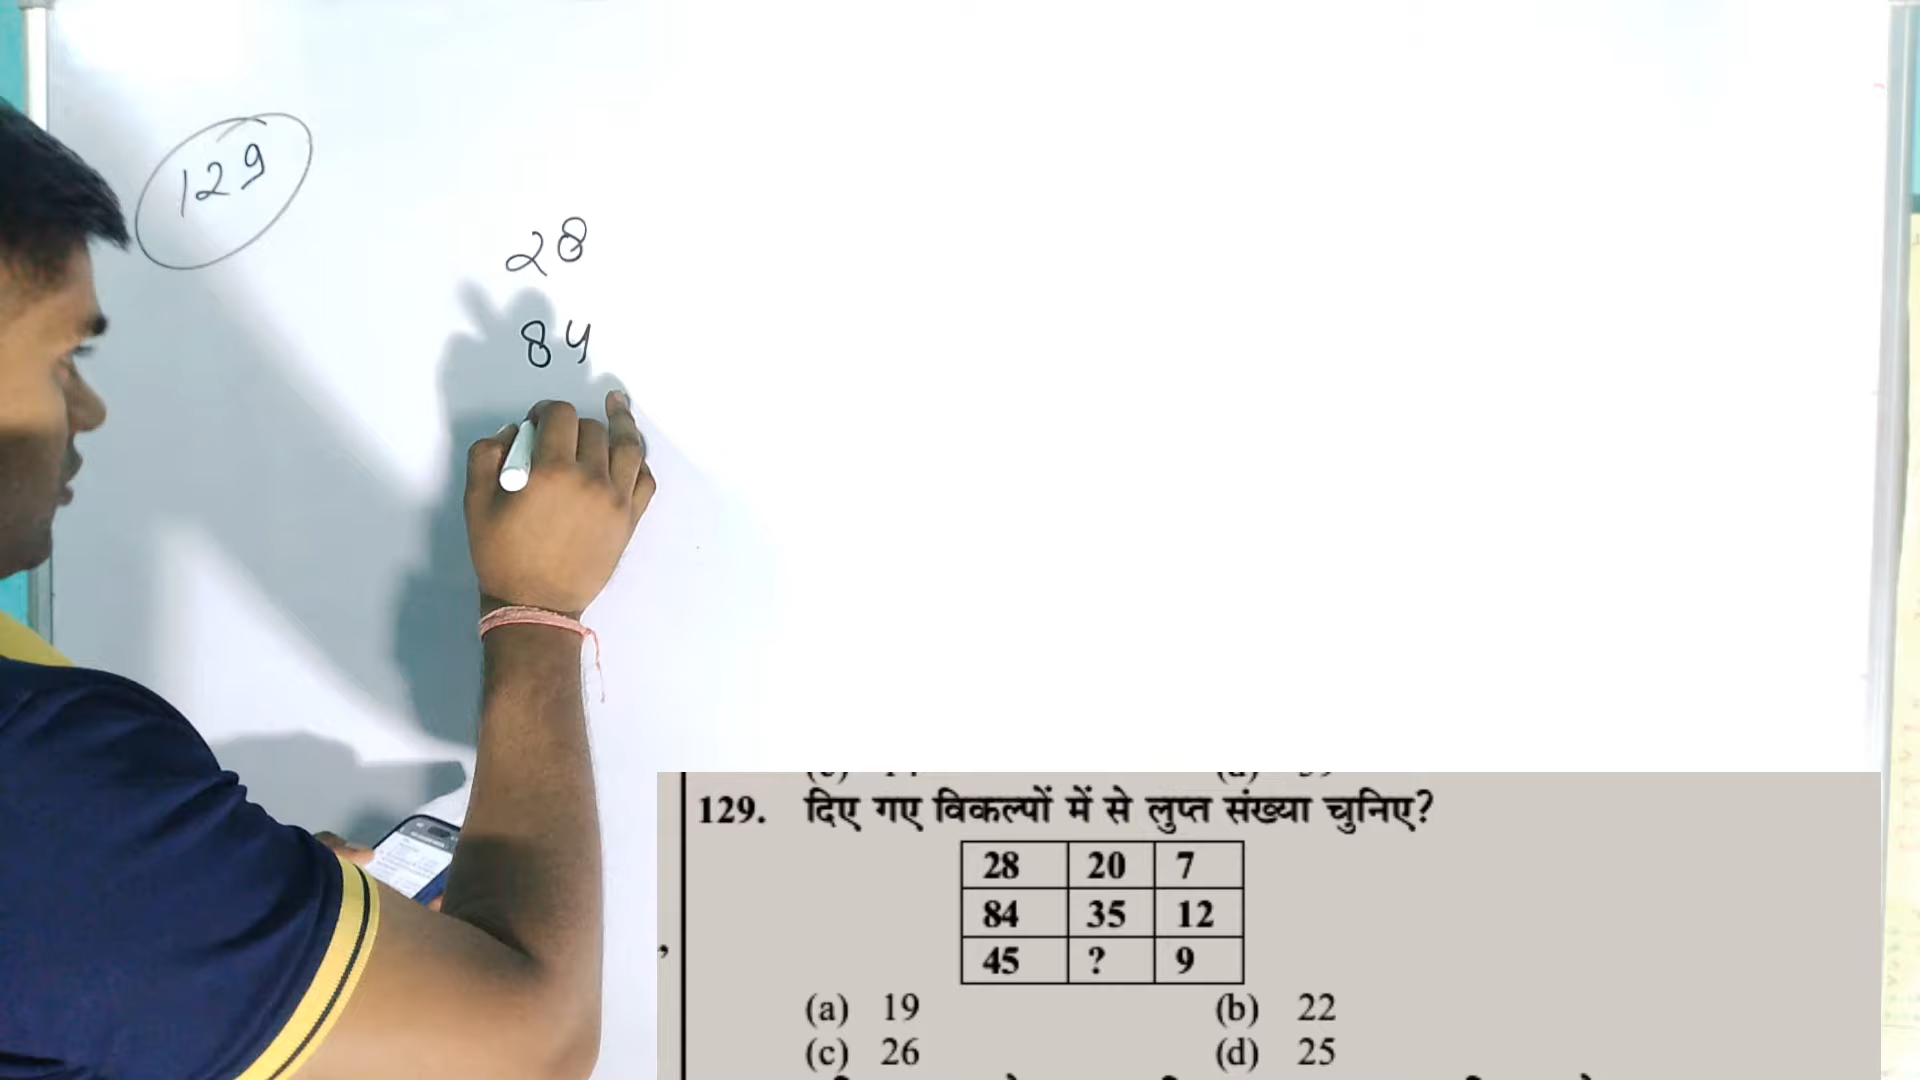 129
28
84
129. दिए गए विकल्पों में से लुप्त संख्या चुनिए?
28 20 7
84 35 12
45 ? 9
(a) 19 (b) 22
(c) 26 (d) 25